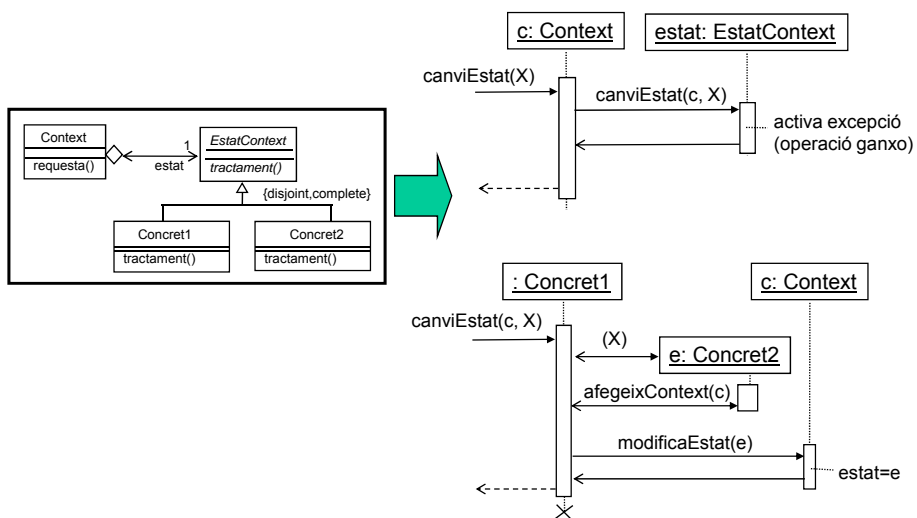 Context
requesta()
1
estat
EstatContext
tractament()
{disjoint,complete}
Concret1
tractament()
Concret2
tractament()
c: Context
estat: EstatContext
canviEstat(X)
canviEstat(c, X)
activa excepció
(operació ganxo)
: Concret1
c: Context
canviEstat(c, X)
(X)
e: Concret2
afegeixContext(c)
modificaEstat(e)
estat=e